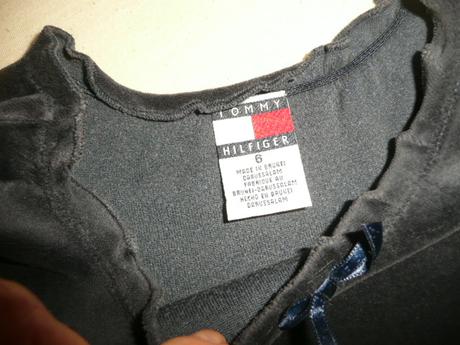 TOMMY
HILFIGER
6
MADE IN BRUNEI
DARUSSALAM
FABRIQUE AU
BRUNEI-DARUSSALAM
HECHO EN BRUNEI
DARUSSALAM